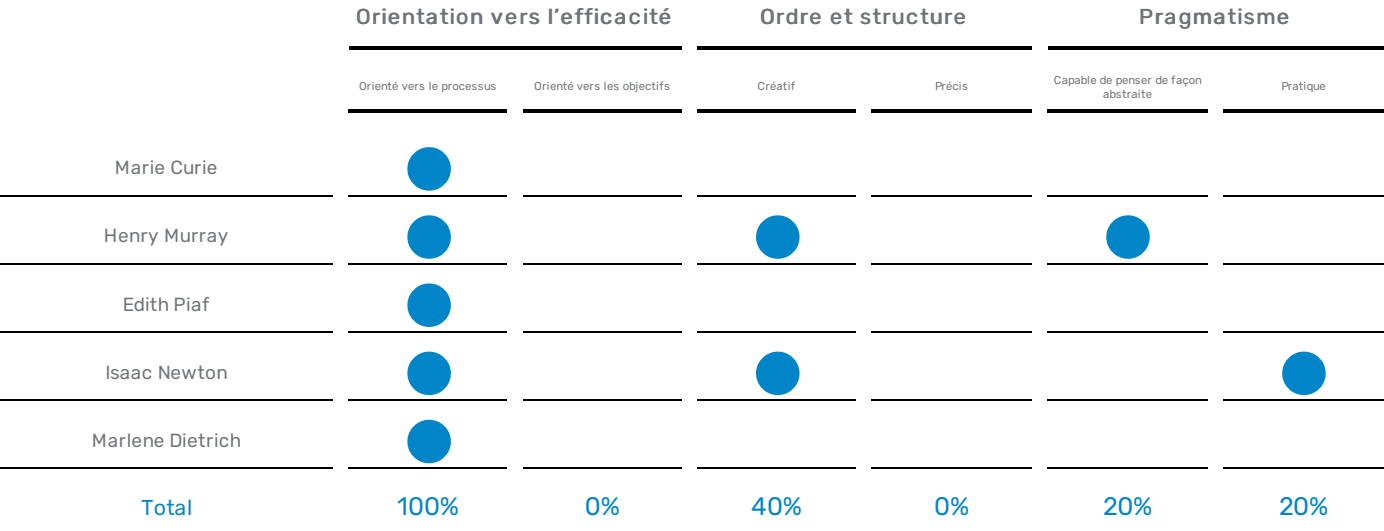 Orientation vers l’efficacité Ordre et structure Pragmatisme
Orienté vers le processus Orienté vers les objectifs Créatif Précis Capable de penser de façon abstraite Pratique
Marie Curie
Henry Murray
Edith Piaf
Isaac Newton
Marlene Dietrich
Total 100% 0% 40% 0% 20% 20%